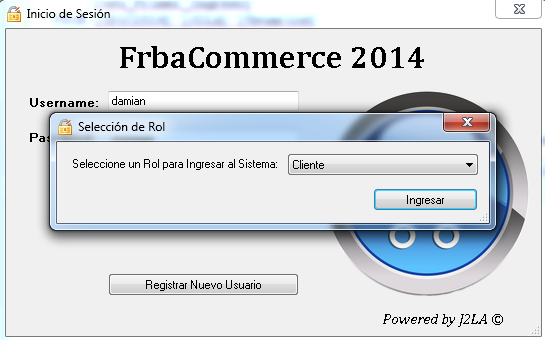 Inicio de Sesión
FrbaCommerce 2014
Username: damian
Selección de Rol
Seleccione un Rol para Ingresar al Sistema: Cliente
Ingresar
Registrar Nuevo Usuario
Powered by J2LA ©